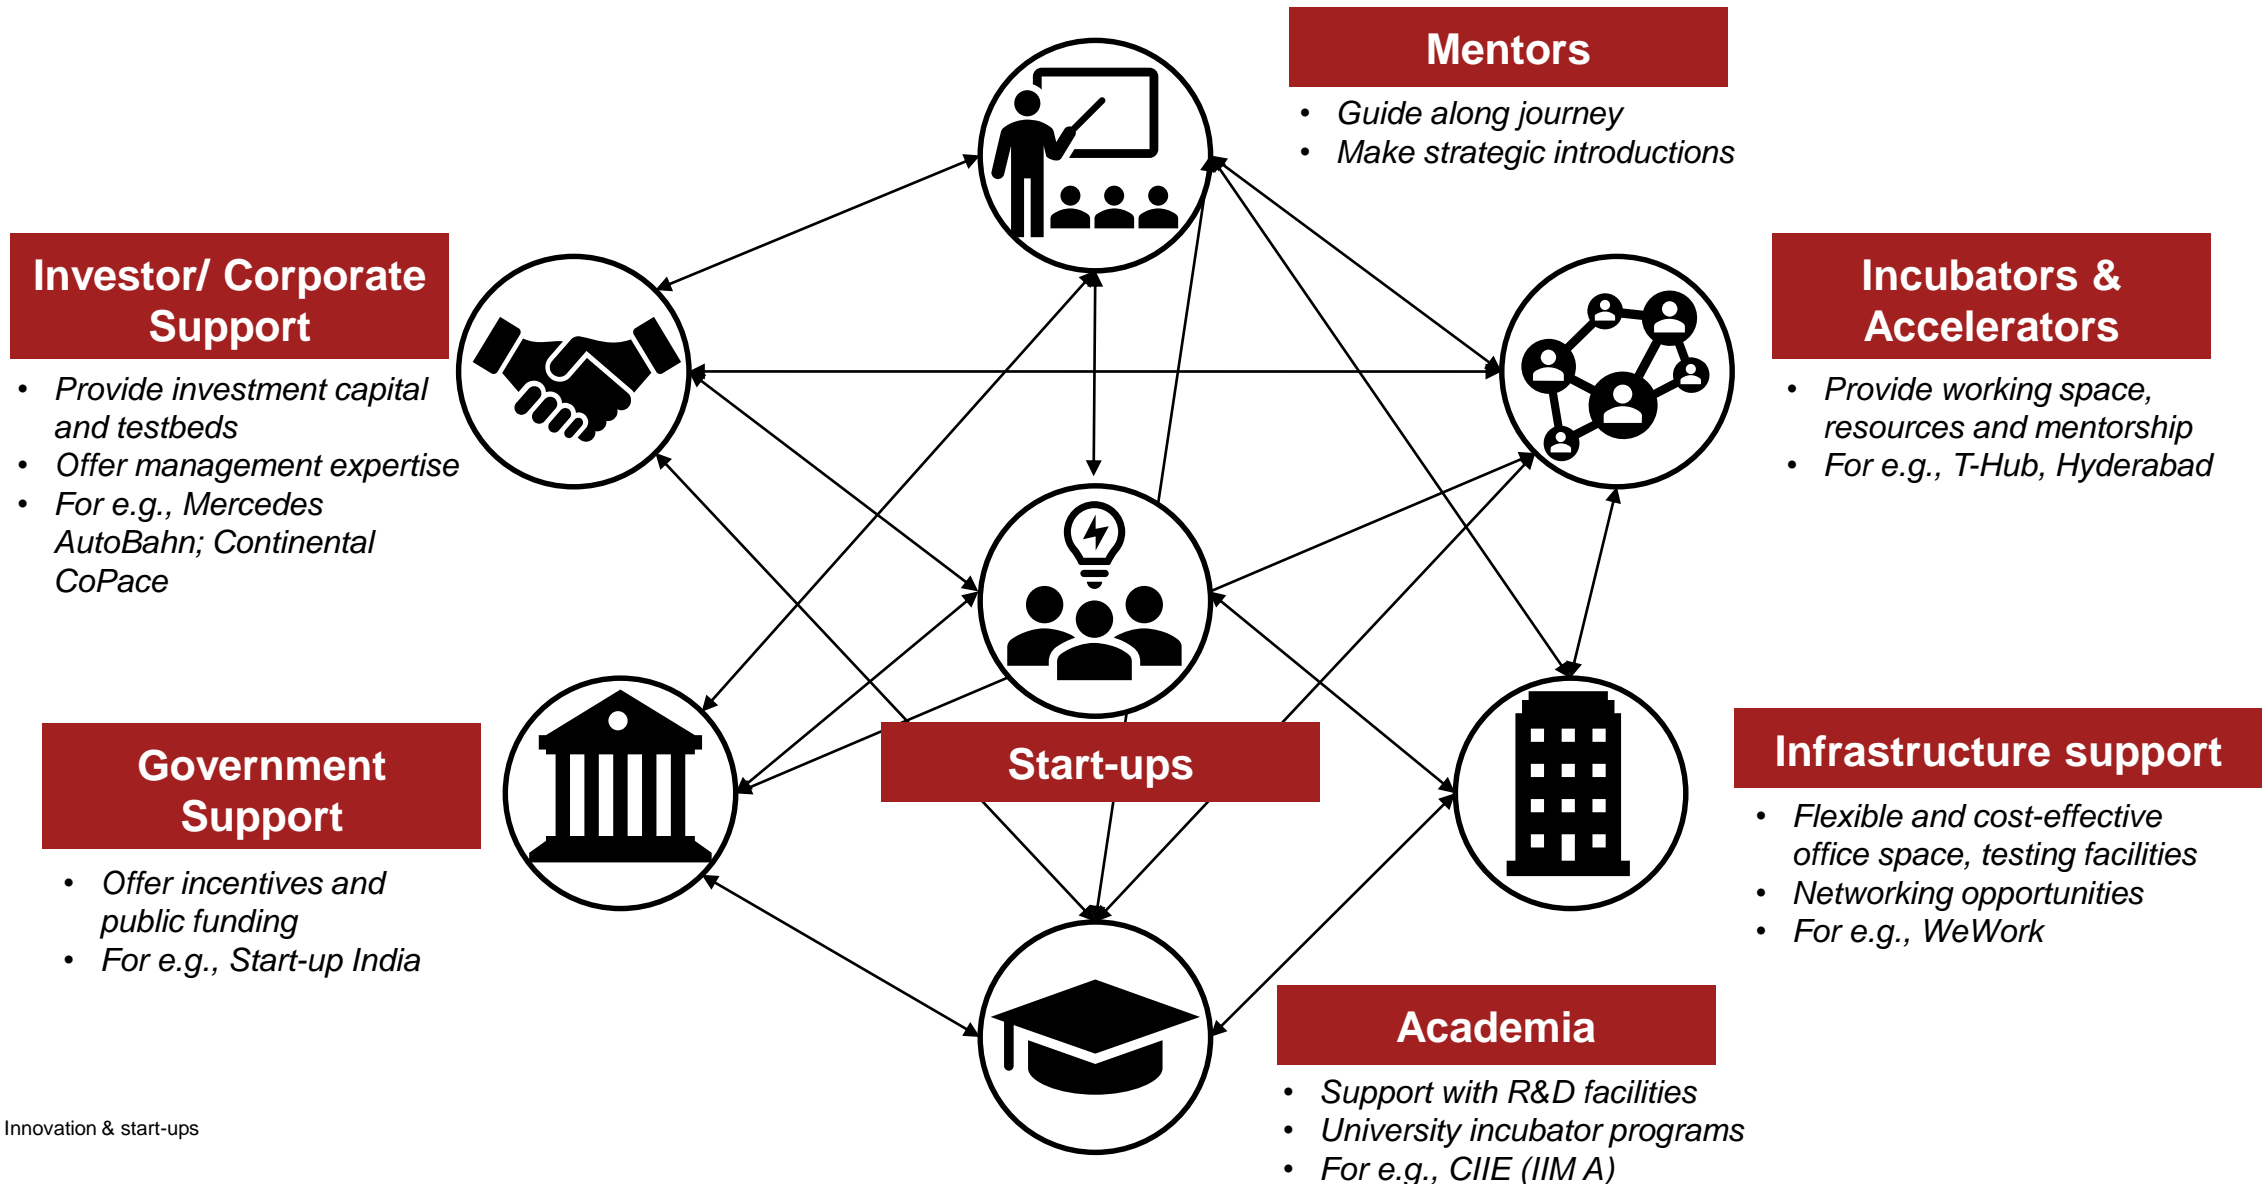 Mentors
• Guide along journey
• Make strategic introductions
Investor/ Corporate
Support
• Provide investment capital
and testbeds
• Offer management expertise
• For e.g., Mercedes
AutoBahn; Continental
CoPace
Incubators &
Accelerators
• Provide working space,
resources and mentorship
• For e.g., T-Hub, Hyderabad
Start-ups
Government
Support
• Offer incentives and
public funding
• For e.g., Start-up India
Infrastructure support
• Flexible and cost-effective
office space, testing facilities
• Networking opportunities
• For e.g., WeWork
Academia
• Support with R&D facilities
• University incubator programs
• For e.g., CIIE (IIM A)
Innovation & start-ups